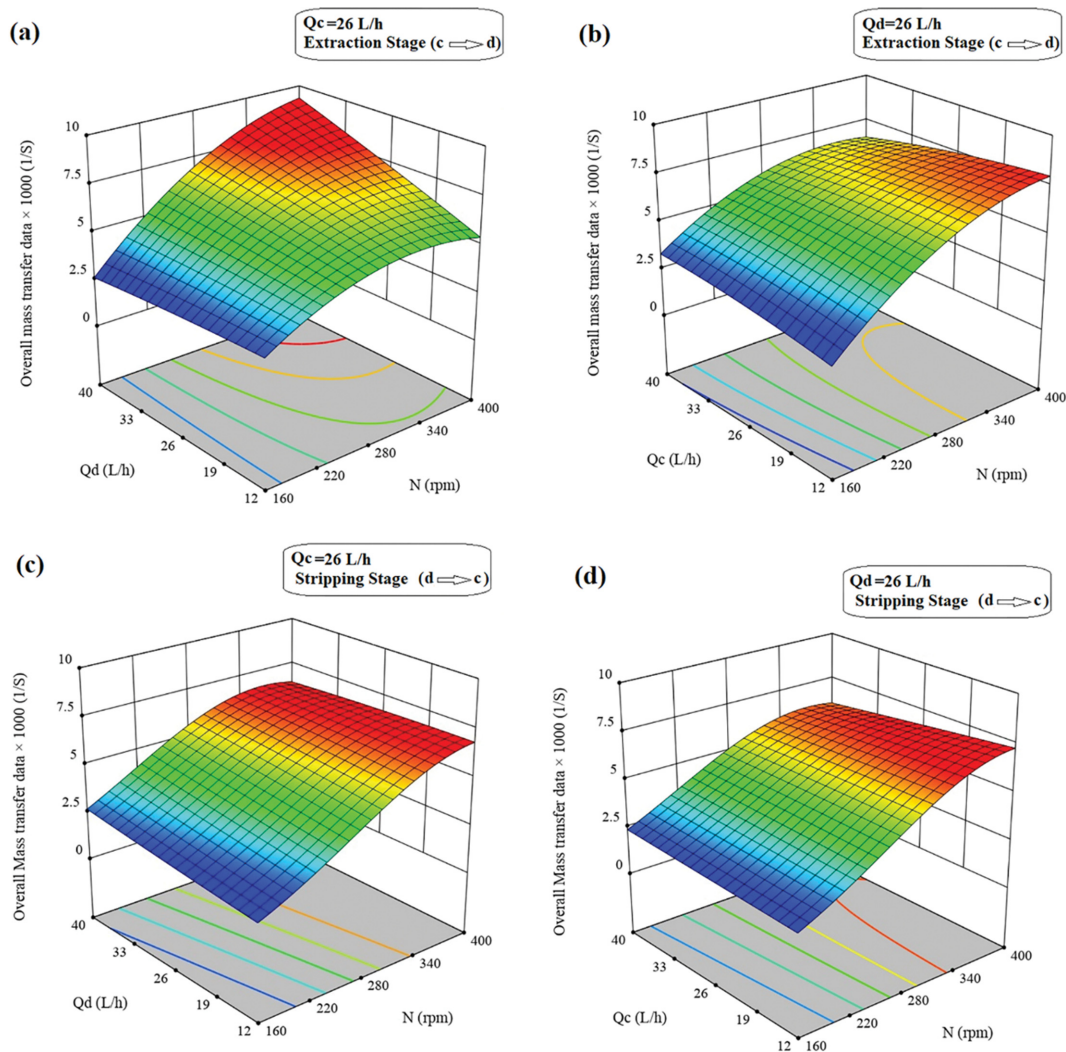 (a)
Qc=26 L/h
Extraction Stage (c ⟹ d)
Overall mass transfer data × 1000 (1/S)
10
7.5
5
2.5
0
40
33
26
19
12
Qd (L/h)
160
220
280
340
400
N (rpm)
(b)
Qd=26 L/h
Extraction Stage (c ⟹ d)
Overall mass transfer data × 1000 (1/S)
10
7.5
5
2.5
0
40
33
26
19
12
Qc (L/h)
160
220
280
340
400
N (rpm)
(c)
Qc=26 L/h
Stripping Stage (d ⟹ c)
Overall Mass transfer data × 1000 (1/S)
10
7.5
5
2.5
0
40
33
26
19
12
Qd (L/h)
160
220
280
340
400
N (rpm)
(d)
Qd=26 L/h
Stripping Stage (d ⟹ c)
Overall Mass transfer data × 1000 (1/S)
10
7.5
5
2.5
0
40
33
26
19
12
Qc (L/h)
160
220
280
340
400
N (rpm)